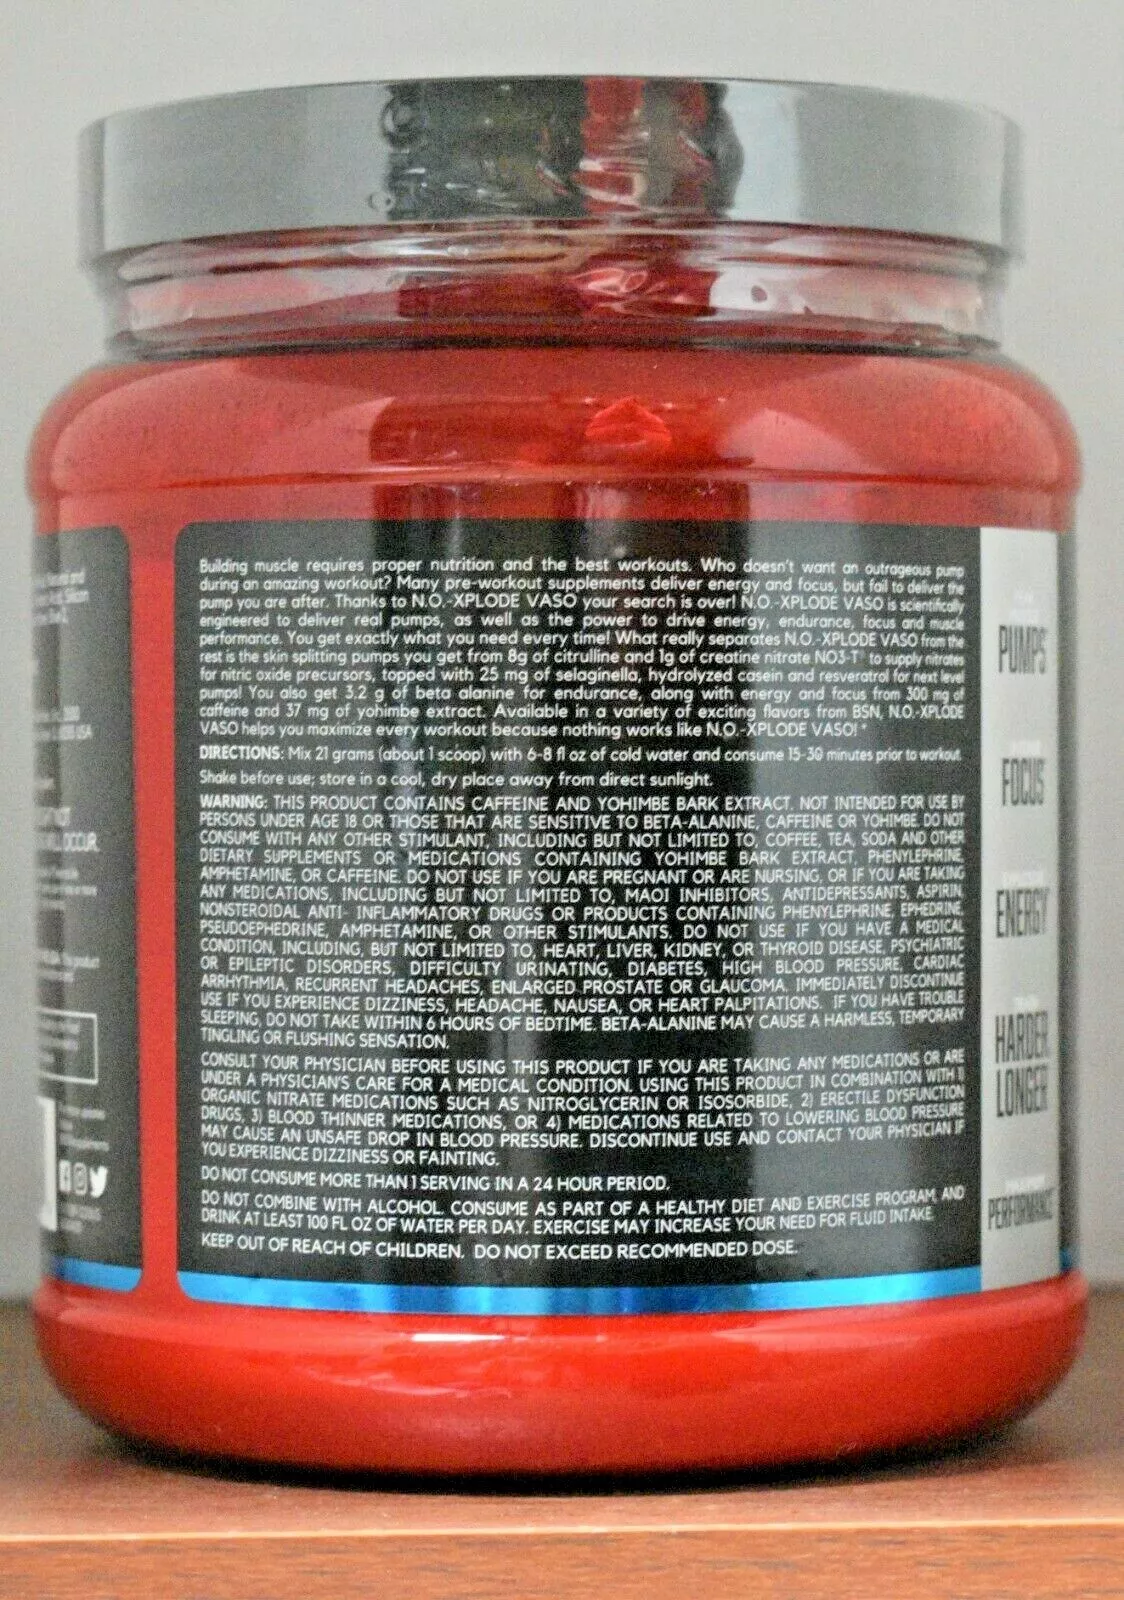 Building muscle requires proper nutrition and the best workouts. Who doesn't want an outrageous pump
during an amazing workout? Many pre-workout supplements deliver energy and focus, but fail to deliver the
pump you are after. Thanks to N.O.-XPLODE VASO your search is over! N.O.-XPLODE VASO is scientifically
engineered to deliver real pumps, as well as the power to drive energy, endurance, focus and muscle
performance. You get exactly what you need every time! What really separates N.O.-XPLODE VASO from the
rest is the skin splitting pumps you get from 8g of citrulline and 1g of creatine nitrate NO3-T to supply nitrates
for nitric oxide precursors, topped with 25 mg of selaginella, hydrolyzed casein and resveratrol for next level
pumps! You also get 3.2 g of beta alanine for endurance, along with energy and focus from 300 mg of
caffeine and 37 mg of yohimbe extract. Available in a variety of exciting flavors from BSN, N.O.-XPLODE
VASO helps you maximize every workout because nothing works like N.O.-XPLODE VASO! *
DIRECTIONS: Mix 21 grams (about 1 scoop) with 6-8 fl oz of cold water and consume 15-30 minutes prior to workout.
Shake before use; store in a cool, dry place away from direct sunlight.
WARNING: THIS PRODUCT CONTAINS CAFFEINE AND YOHIMBE BARK EXTRACT. NOT INTENDED FOR USE BY
PERSONS UNDER AGE 18 OR THOSE THAT ARE SENSITIVE TO BETA-ALANINE, CAFFEINE OR YOHIMBE. DO NOT
CONSUME WITH ANY OTHER STIMULANT, INCLUDING BUT NOT LIMITED TO, COFFEE, TEA, SODA AND OTHER
DIETARY SUPPLEMENTS OR MEDICATIONS CONTAINING YOHIMBE BARK EXTRACT, PHENYLEPHRINE,
AMPHETAMINE, OR CAFFEINE. DO NOT USE IF YOU ARE PREGNANT OR ARE NURSING, OR IF YOU ARE TAKING
ANY MEDICATIONS, INCLUDING BUT NOT LIMITED TO, MAOI INHIBITORS, ANTIDEPRESSANTS, ASPIRIN,
NONSTEROIDAL ANTI- INFLAMMATORY DRUGS OR PRODUCTS CONTAINING PHENYLEPHRINE, EPHEDRINE,
PSEUDOEPHEDRINE, AMPHETAMINE, OR OTHER STIMULANTS. DO NOT USE IF YOU HAVE A MEDICAL
CONDITION, INCLUDING, BUT NOT LIMITED TO, HEART, LIVER, KIDNEY, OR THYROID DISEASE, PSYCHIATRIC
OR EPILEPTIC DISORDERS, DIFFICULTY URINATING, DIABETES, HIGH BLOOD PRESSURE, CARDIAC
ARRHYTHMIA, RECURRENT HEADACHES, ENLARGED PROSTATE OR GLAUCOMA. IMMEDIATELY DISCONTINUE
USE IF YOU EXPERIENCE DIZZINESS, HEADACHE, NAUSEA, OR HEART PALPITATIONS. IF YOU HAVE TROUBLE
SLEEPING, DO NOT TAKE WITHIN 6 HOURS OF BEDTIME. BETA-ALANINE MAY CAUSE A HARMLESS, TEMPORARY
TINGLING OR FLUSHING SENSATION.
CONSULT YOUR PHYSICIAN BEFORE USING THIS PRODUCT IF YOU ARE TAKING ANY MEDICATIONS OR ARE
UNDER A PHYSICIAN'S CARE FOR A MEDICAL CONDITION. USING THIS PRODUCT IN COMBINATION WITH 1)
ORGANIC NITRATE MEDICATIONS SUCH AS NITROGLYCERIN OR ISOSORBIDE, 2) ERECTILE DYSFUNCTION
DRUGS, 3) BLOOD THINNER MEDICATIONS, OR 4) MEDICATIONS RELATED TO LOWERING BLOOD PRESSURE
MAY CAUSE AN UNSAFE DROP IN BLOOD PRESSURE. DISCONTINUE USE AND CONTACT YOUR PHYSICIAN IF
YOU EXPERIENCE DIZZINESS OR FAINTING.
DO NOT CONSUME MORE THAN 1 SERVING IN A 24 HOUR PERIOD.
DO NOT COMBINE WITH ALCOHOL. CONSUME AS PART OF A HEALTHY DIET AND EXERCISE PROGRAM, AND
DRINK AT LEAST 100 FL OZ OF WATER PER DAY. EXERCISE MAY INCREASE YOUR NEED FOR FLUID INTAKE.
KEEP OUT OF REACH OF CHILDREN. DO NOT EXCEED RECOMMENDED DOSE.
PUMPS
FOCUS
ENERGY
HARDER
LONGER
PERFORMANCE
USA
OCCUR